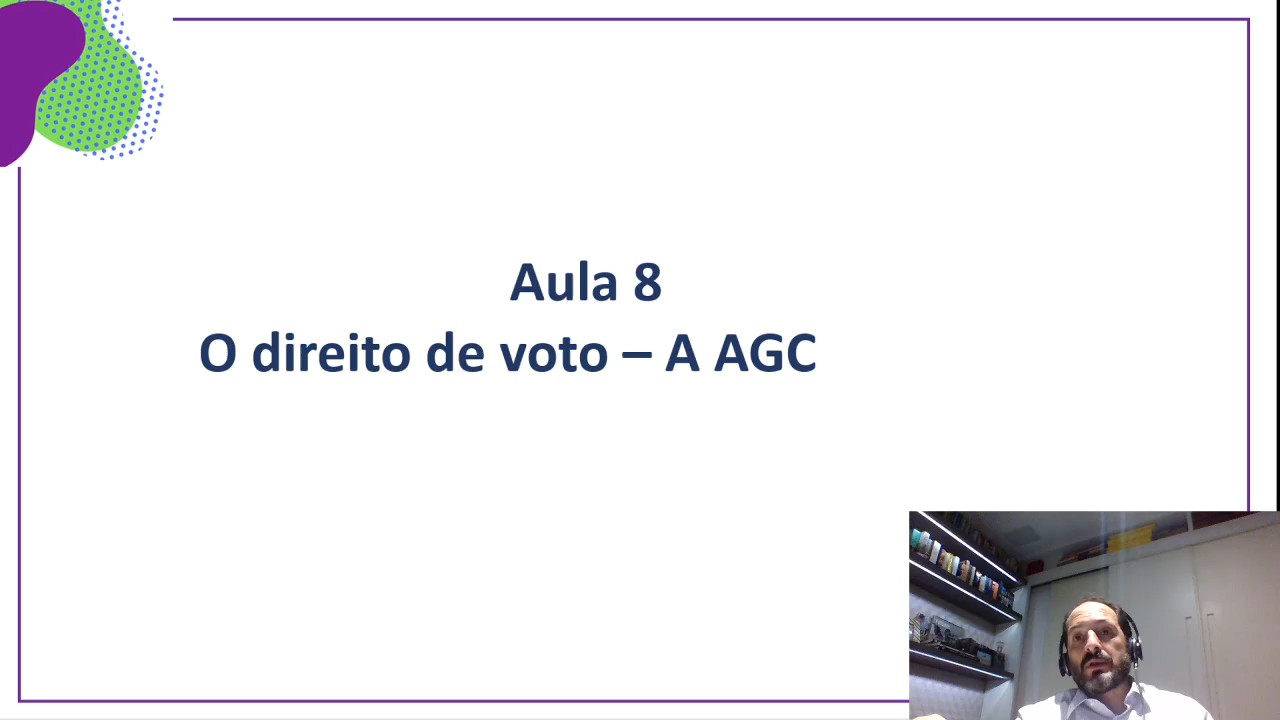 Aula 8
O direito de voto – A AGC